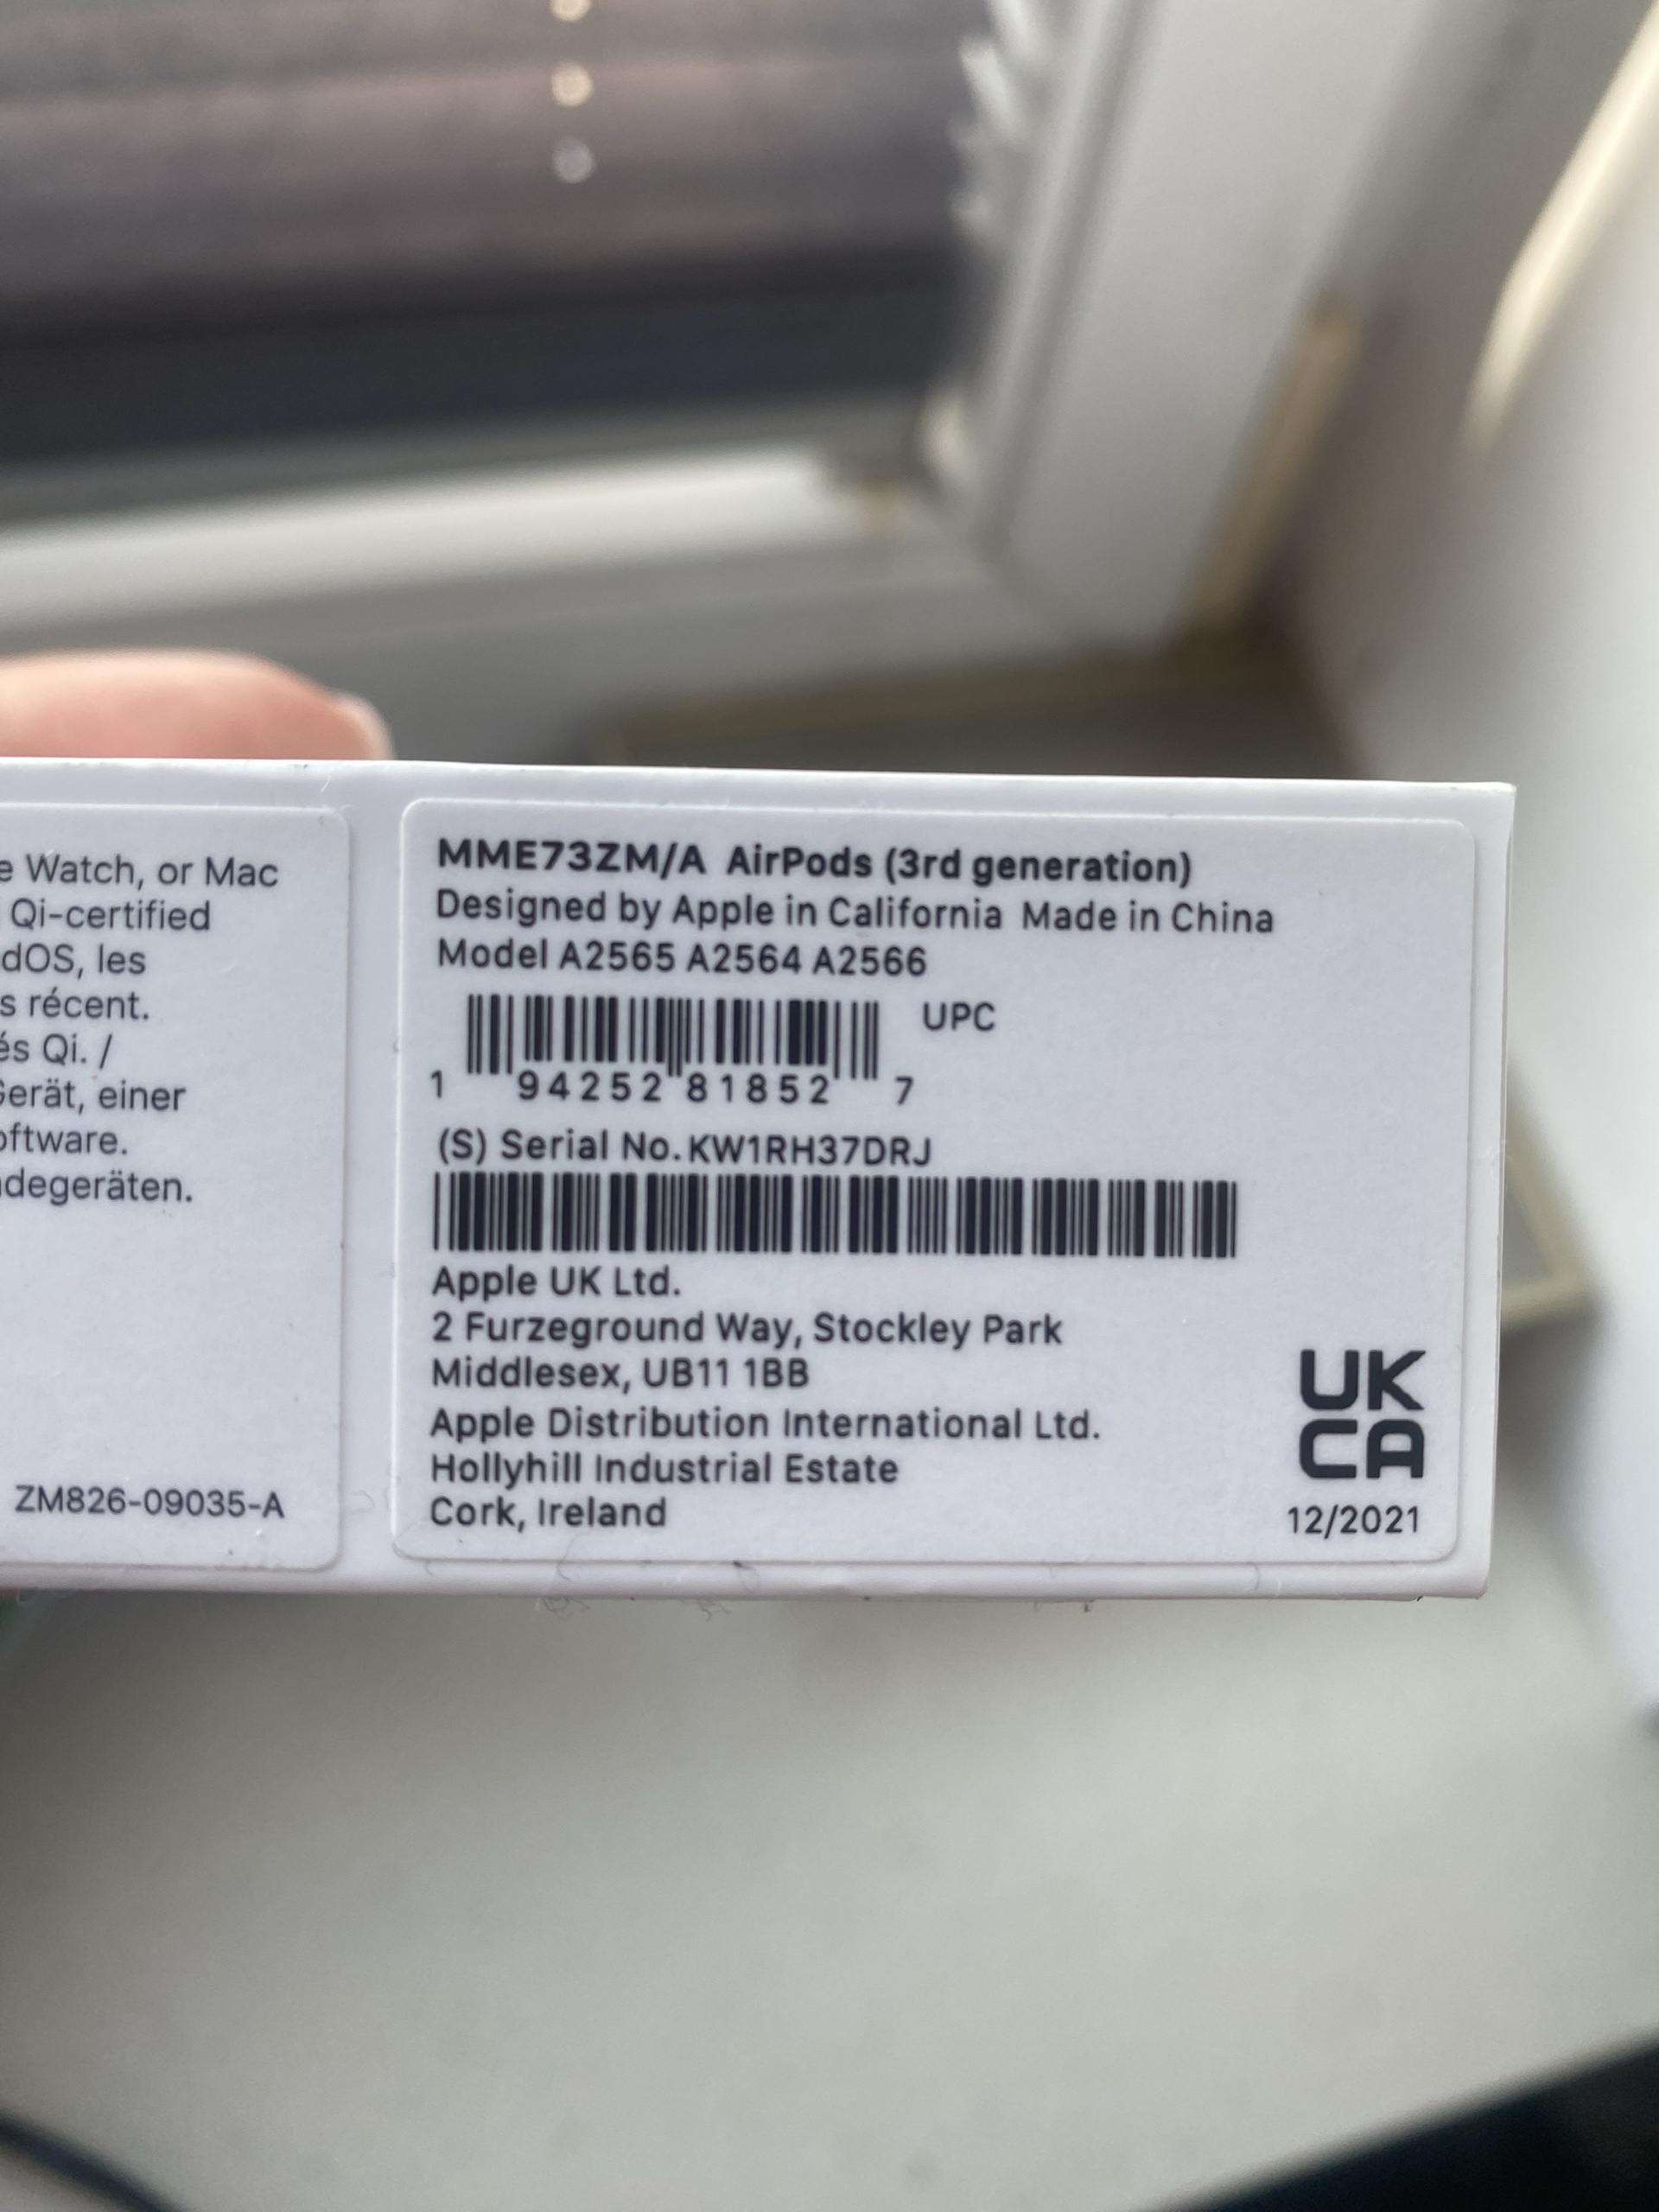 e Watch, or Mac
Qi-certified
dOS, les
s récent.
és Qi. /
Gerät, einer
oftware.
degeräten.
ZM826-09035-A
MME73ZM/A AirPods (3rd generation)
Designed by Apple in California Made in China
Model A2565 A2564 A2566
UPC
1 94252 81852 7
(S) Serial No. KW1RH37DRJ
Apple UK Ltd.
2 Furzeground Way, Stockley Park
Middlesex, UB11 1BB
Apple Distribution International Ltd.
Hollyhill Industrial Estate
Cork, Ireland
UK
CA
12/2021